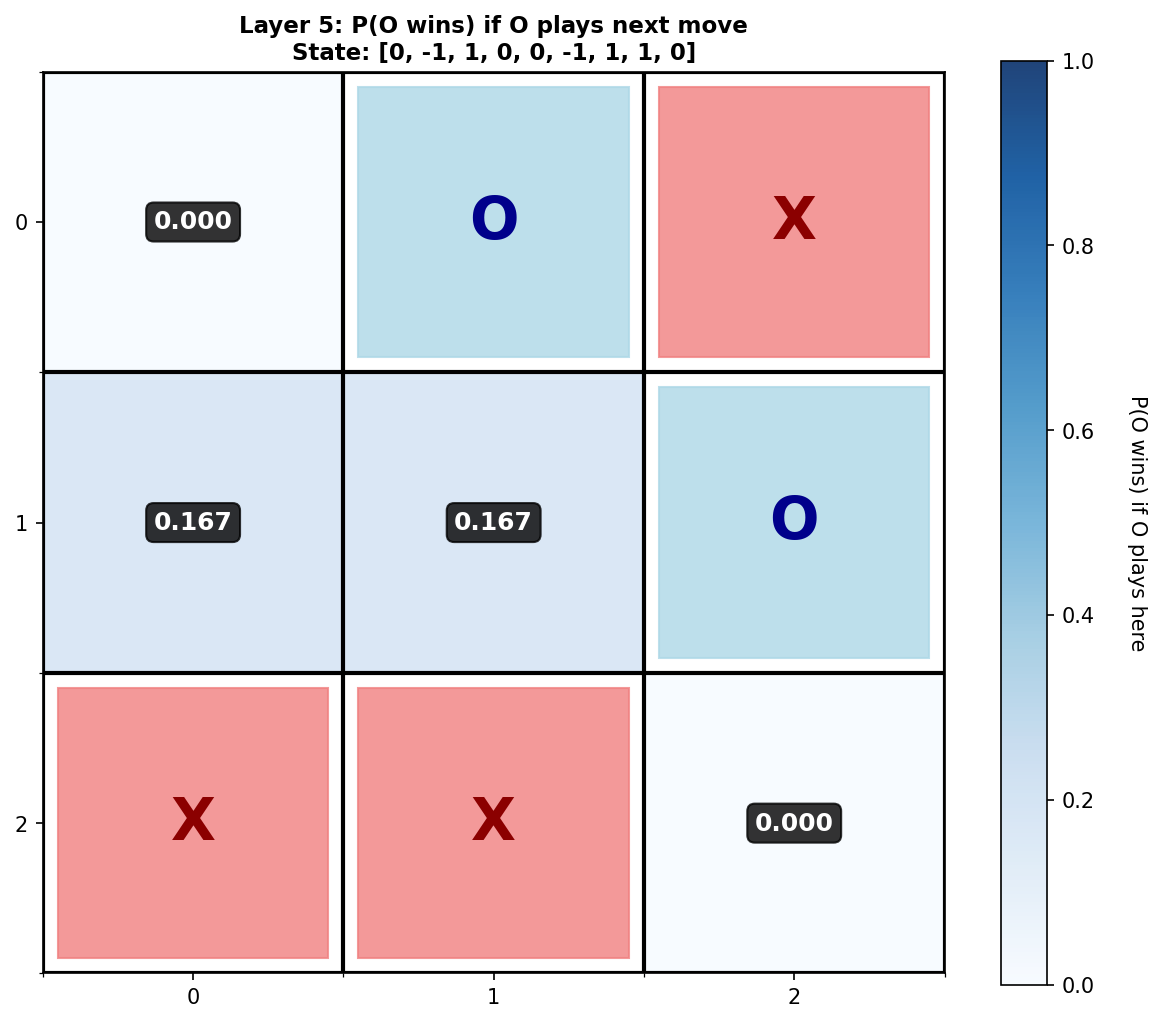 Layer 5: P(O wins) if O plays next move
State: [0, -1, 1, 0, 0, -1, 1, 1, 0]
0
0.000
O
X
1
0.167
0.167
O
2
X
X
0.000
0
1
2
1.0
0.8
0.6
0.4
0.2
0.0
P(O wins) if O plays here